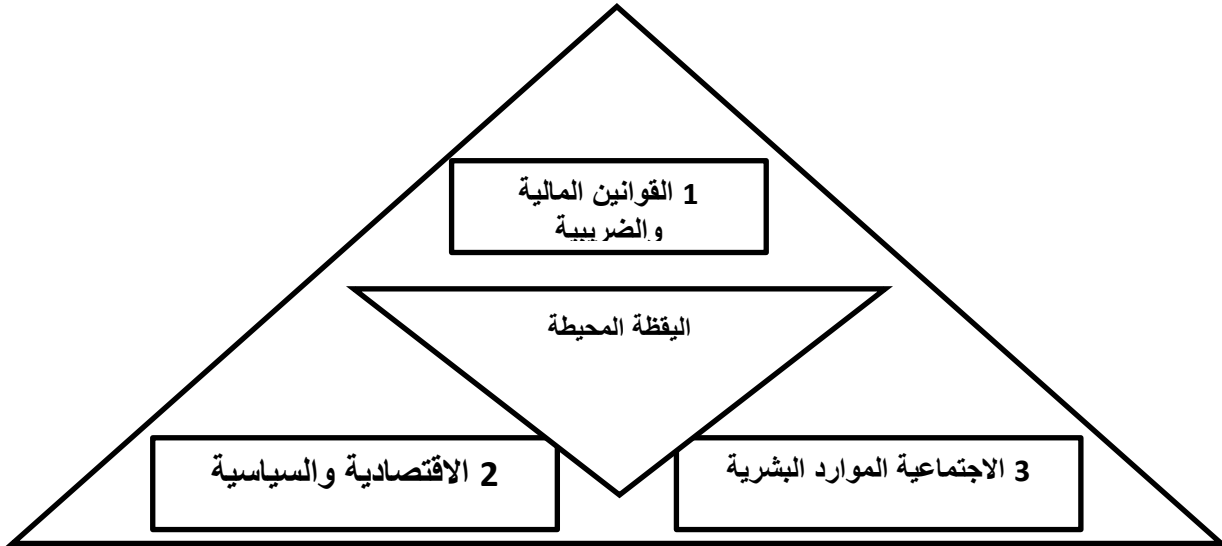 1 القوانين المالية
والضريبية
اليقظة المحيطة
2 الاقتصادية والسياسية
3 الاجتماعية الموارد البشرية